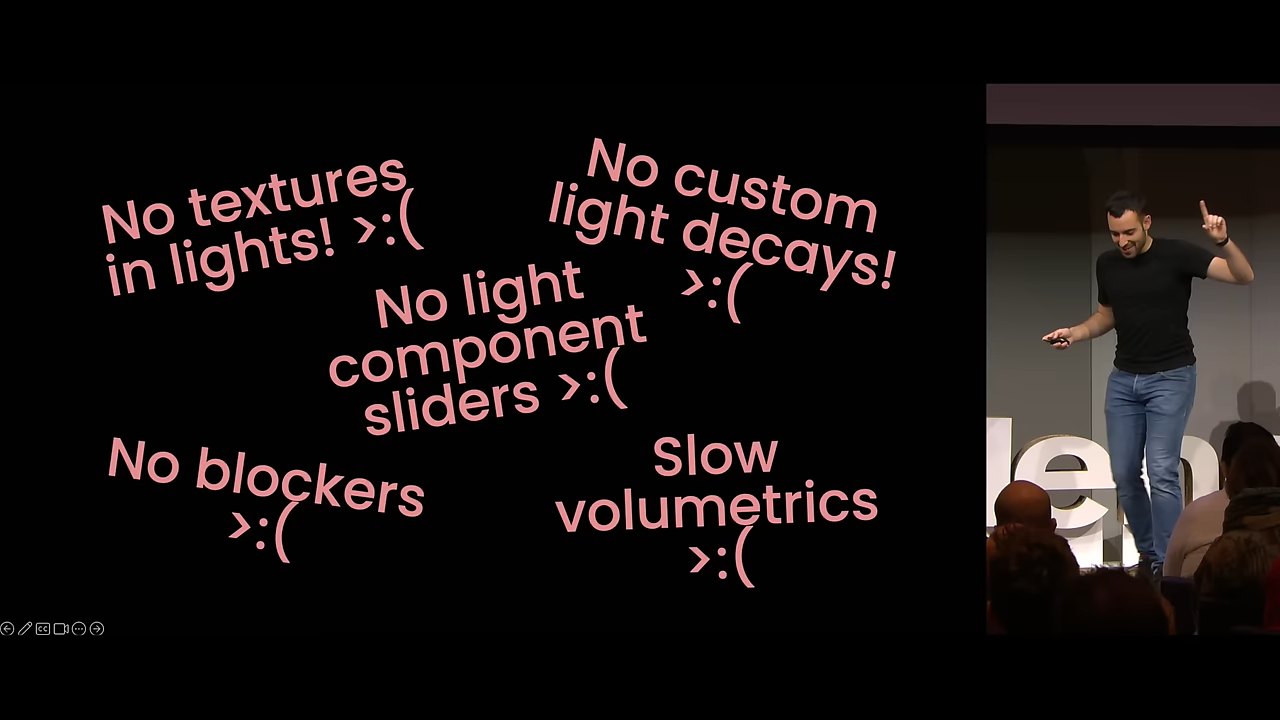 No textures
in lights! >:(
No custom
light decays!
>:(
No light
component
sliders >:(
No blockers
>:(
Slow
volumetrics
>:(